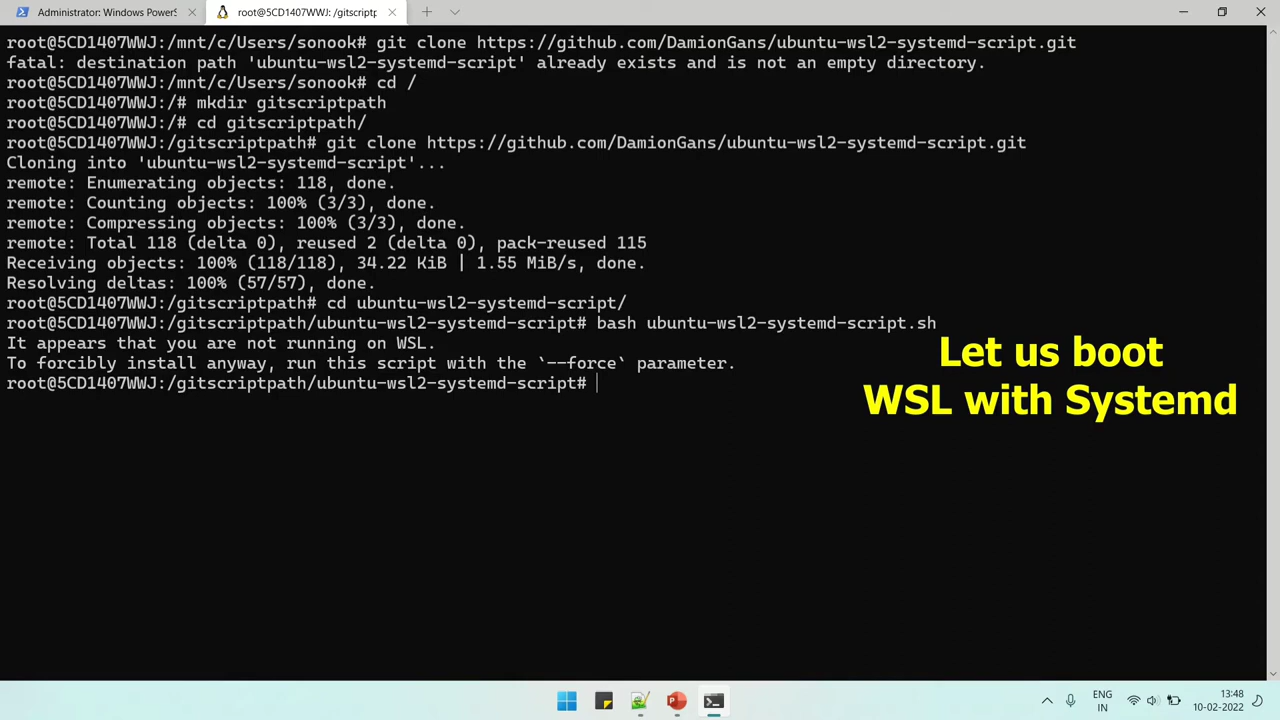 Administrator: Windows PowerS
root@5CD1407WWJ: /gitscriptp
root@5CD1407WWJ:/mnt/c/Users/sonook# git clone https://github.com/DamionGans/ubuntu-wsl2-systemd-script.git
fatal: destination path 'ubuntu-wsl2-systemd-script' already exists and is not an empty directory.
root@5CD1407WWJ:/mnt/c/Users/sonook# cd /
root@5CD1407WWJ:/# mkdir gitscriptpath
root@5CD1407WWJ:/# cd gitscriptpath/
root@5CD1407WWJ:/gitscriptpath# git clone https://github.com/DamionGans/ubuntu-wsl2-systemd-script.git
Cloning into 'ubuntu-wsl2-systemd-script'...
remote: Enumerating objects: 118, done.
remote: Counting objects: 100% (3/3), done.
remote: Compressing objects: 100% (3/3), done.
remote: Total 118 (delta 0), reused 2 (delta 0), pack-reused 115
Receiving objects: 100% (118/118), 34.22 KiB | 1.55 MiB/s, done.
Resolving deltas: 100% (57/57), done.
root@5CD1407WWJ:/gitscriptpath# cd ubuntu-wsl2-systemd-script/
root@5CD1407WWJ:/gitscriptpath/ubuntu-wsl2-systemd-script# bash ubuntu-wsl2-systemd-script.sh
It appears that you are not running on WSL.
To forcibly install anyway, run this script with the `--force` parameter.
root@5CD1407WWJ:/gitscriptpath/ubuntu-wsl2-systemd-script#
Let us boot
WSL with Systemd
ENG
IN
13:48
10-02-2022